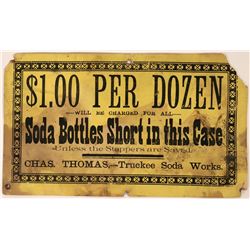 $1.00 PER DOZEN
—WILL BE CHARGED FOR ALL—
Soda Bottles Short in this Case
Unless the Stoppers are Saved.
CHAS. THOMAS,—Truckee Soda Works.